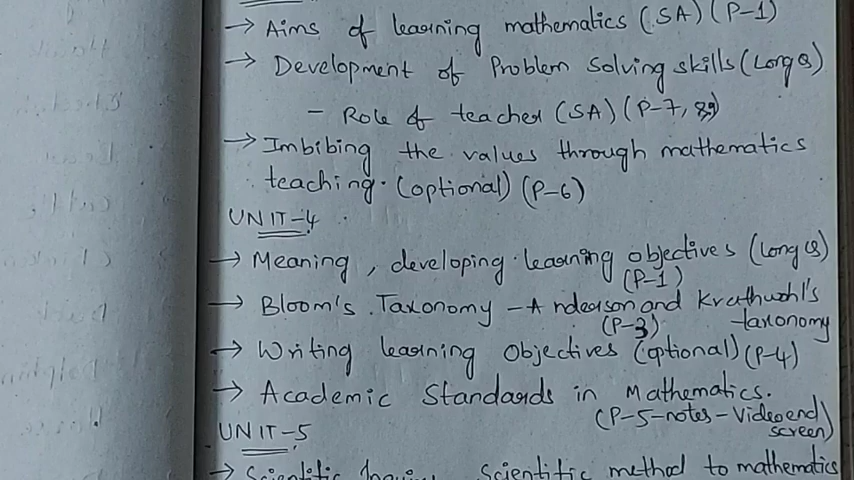 → Aims of learning mathematics (SA) (P-1)
→ Development of Problem Solving skills (Long Q)
- Role of teacher (SA) (P-7, 8,9)
→ Imbibing the values through mathematics
teaching. (optional) (P-6)
UNIT-4
→ Meaning, developing learning objectives (Long Q)
(P-1)
→ Bloom's Taxonomy - Anderson and Krathwohl's
(P-3) taxonomy
→ Writing learning objectives (optional) (P-4)
→ Academic Standards in Mathematics.
(P-5-notes-Video end
screen)
UNIT-5
→ Scientific Scientific method to mathematics